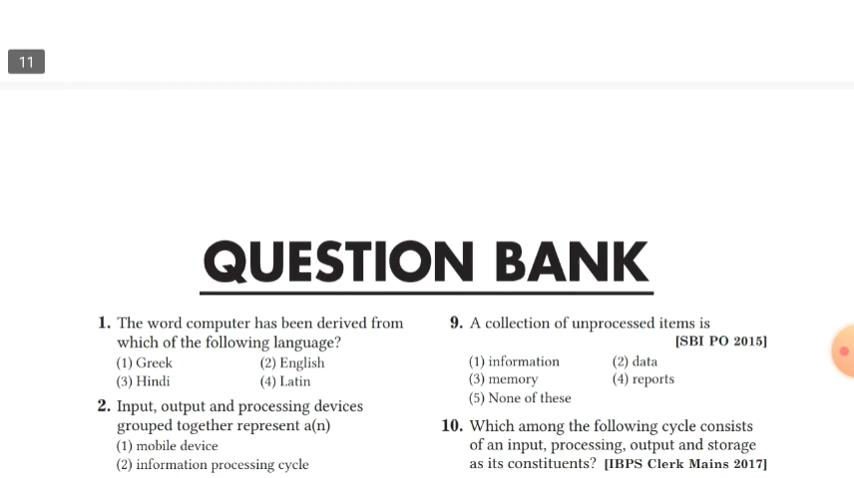 11
QUESTION BANK
1. The word computer has been derived from
which of the following language?
(1) Greek (2) English
(3) Hindi (4) Latin
2. Input, output and processing devices
grouped together represent a(n)
(1) mobile device
(2) information processing cycle
9. A collection of unprocessed items is
[SBI PO 2015]
(1) information (2) data
(3) memory (4) reports
(5) None of these
10. Which among the following cycle consists
of an input, processing, output and storage
as its constituents? [IBPS Clerk Mains 2017]